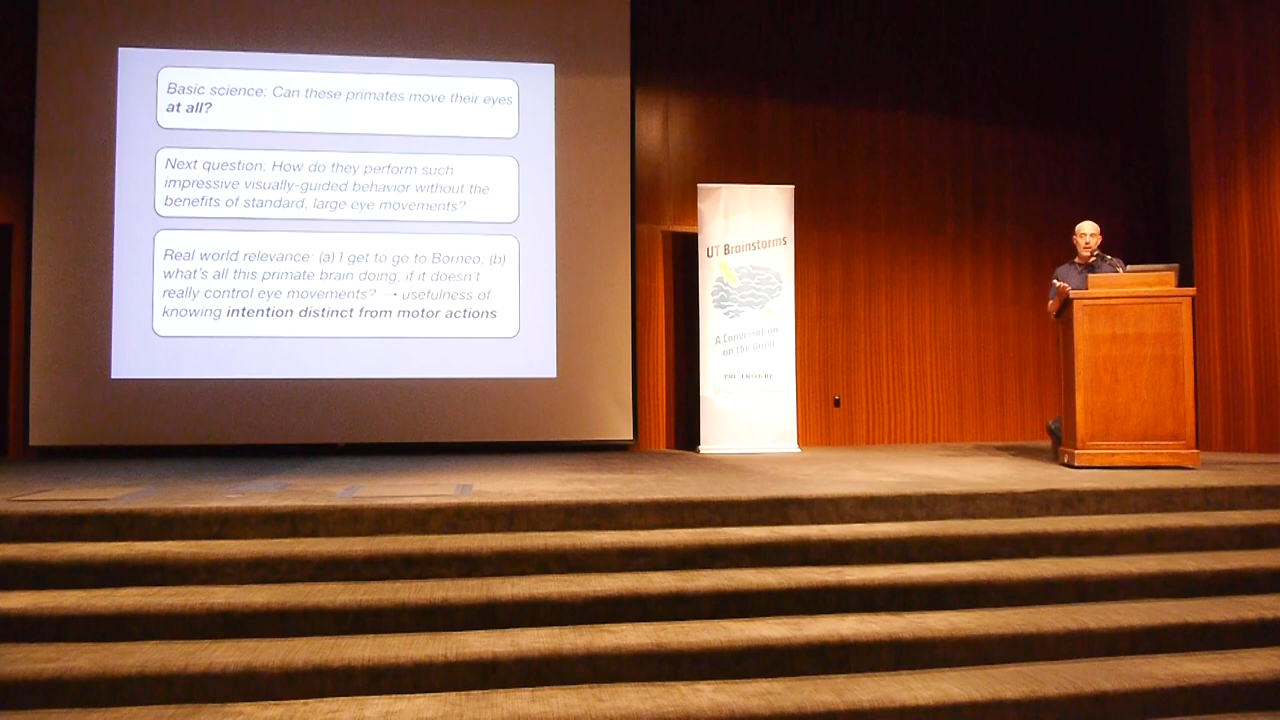 Basic science: Can these primates move their eyes
at all?
Next question: How do they perform such
impressive visually-guided behavior without the
benefits of standard, large eye movements?
Real world relevance: (a) I get to go to Borneo; (b)
what's all this primate brain doing, if it doesn't
really control eye movements? → usefulness of
knowing intention distinct from motor actions
UT Brainstorms
A Conversation
on the Brain
PRESENTED BY